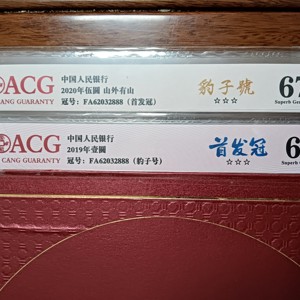 ACG
CANG GUARANTY
中国人民银行
2020年伍圆 山外有山
冠号：FA62032888（首发冠）
豹子號
☆☆☆
67
Superb Ge
ACG
CANG GUARANTY
中国人民银行
2019年壹圆
冠号：FA62032888（豹子号）
首发冠
☆☆☆
6
Superb G